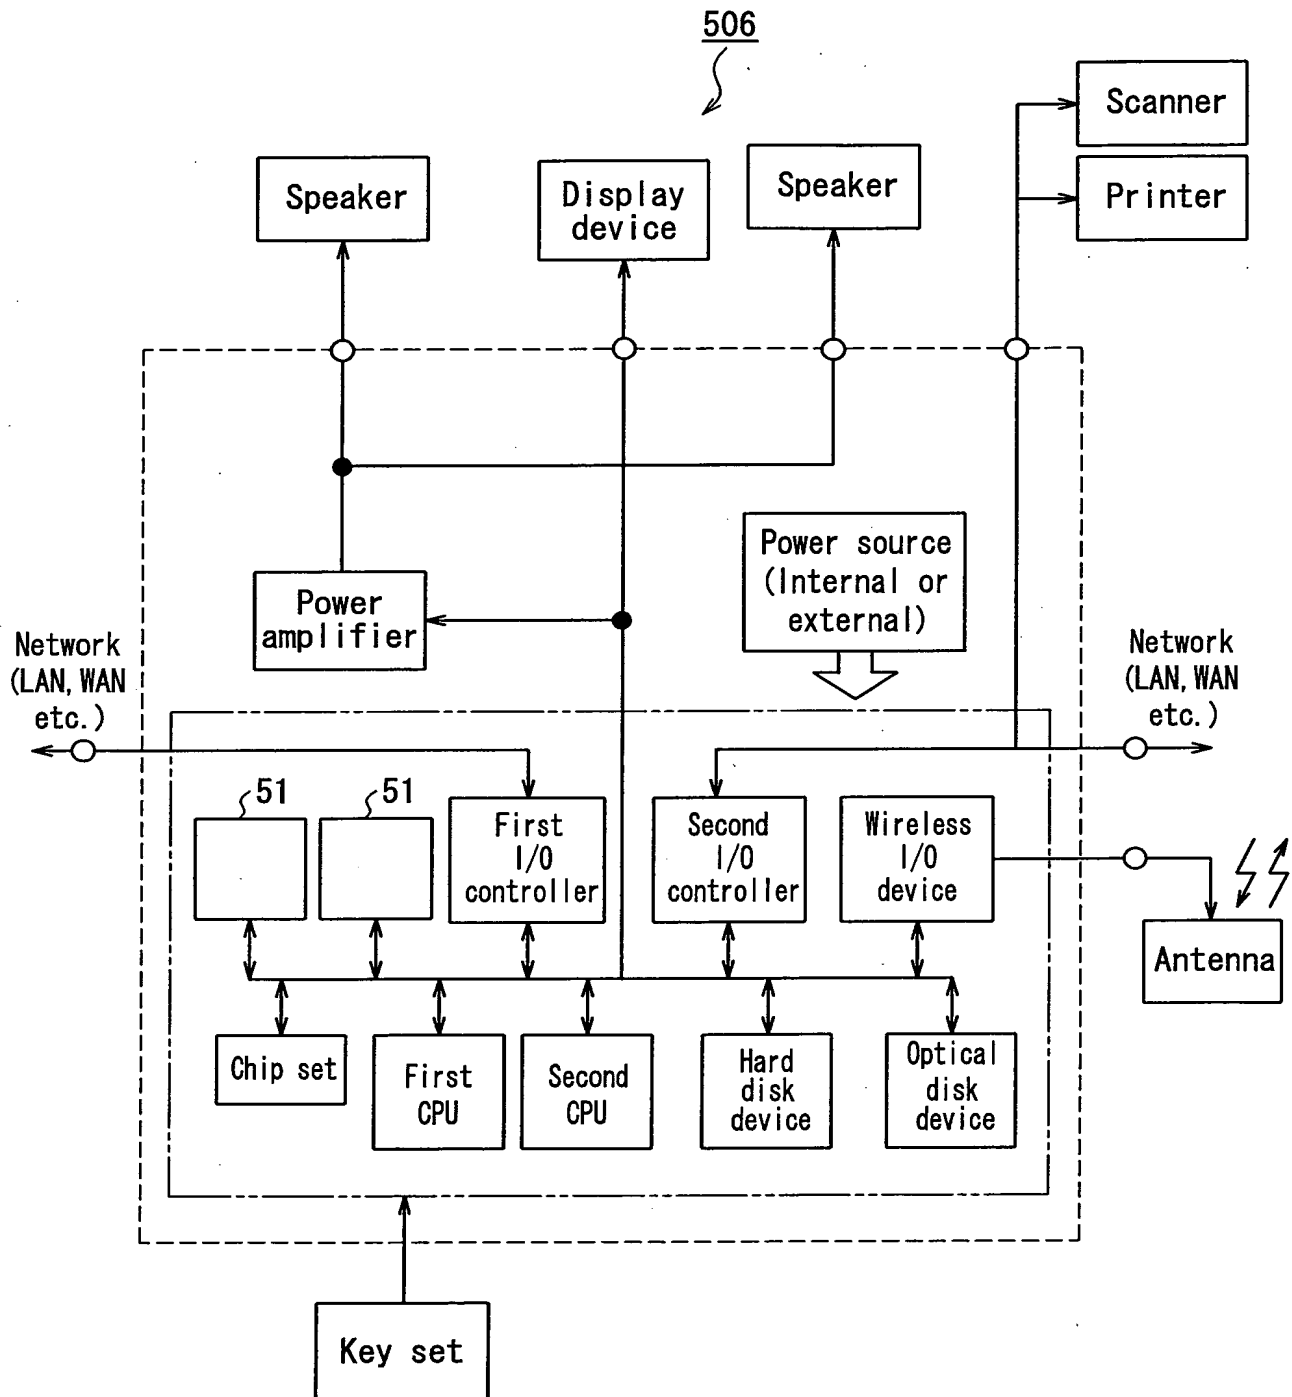 506
Scanner
Printer
Speaker
Display
device
Speaker
Power source
(Internal or
external)
Power
amplifier
Network
(LAN, WAN
etc.)
Network
(LAN, WAN
etc.)
51
51
First
I/O
controller
Second
I/O
controller
Wireless
I/O
device
Antenna
Chip set
First
CPU
Second
CPU
Hard
disk
device
Optical
disk
device
Key set